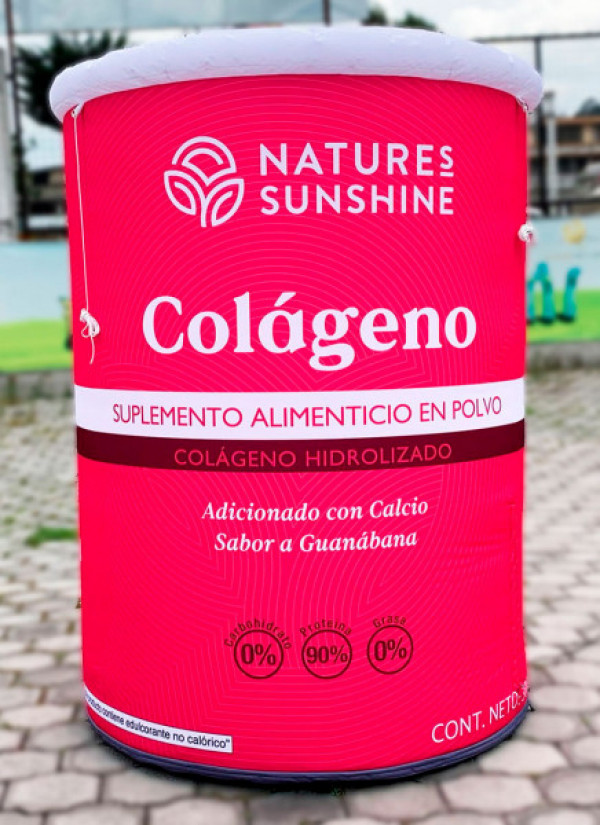 NATURE'S
SUNSHINE
Colágeno
SUPLEMENTO ALIMENTICIO EN POLVO
COLÁGENO HIDROLIZADO
Adicionado con Calcio
Sabor a Guanábana
Carbohidrato Proteína Grasa
0% 90% 0%
contiene edulcorante no calórico"
CONT. NETO: